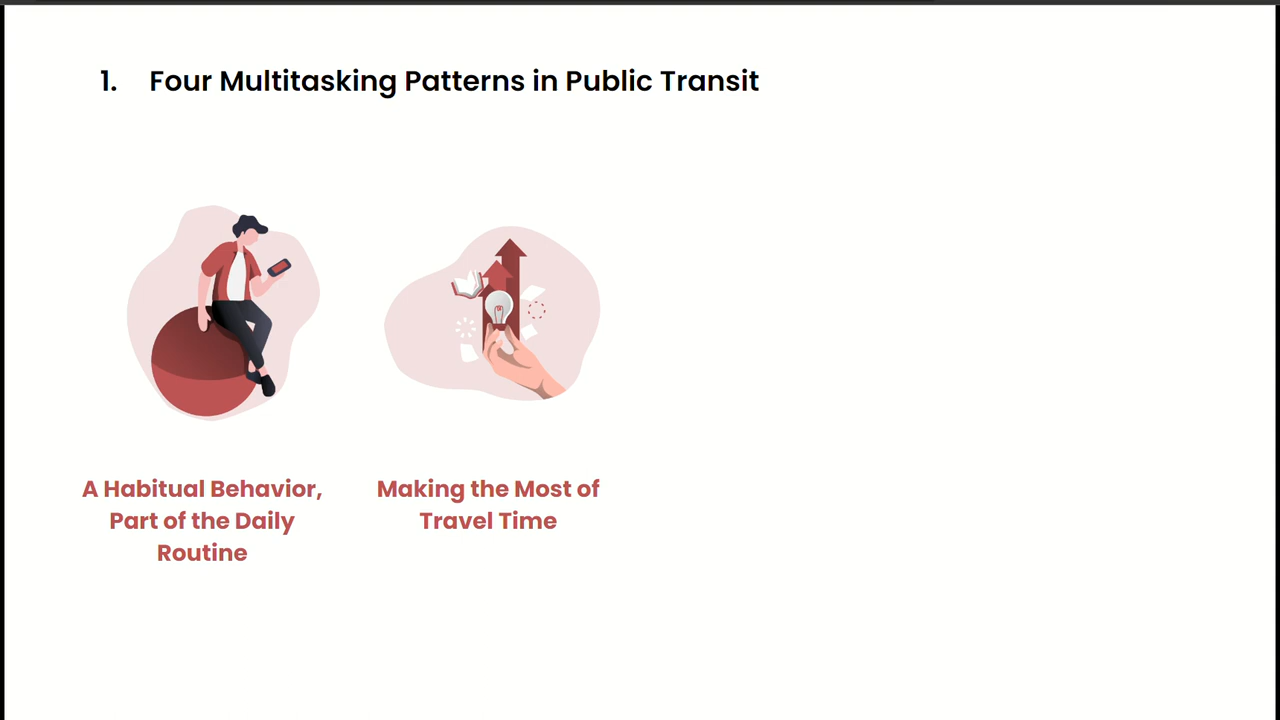 1. Four Multitasking Patterns in Public Transit
A Habitual Behavior,
Part of the Daily
Routine
Making the Most of
Travel Time